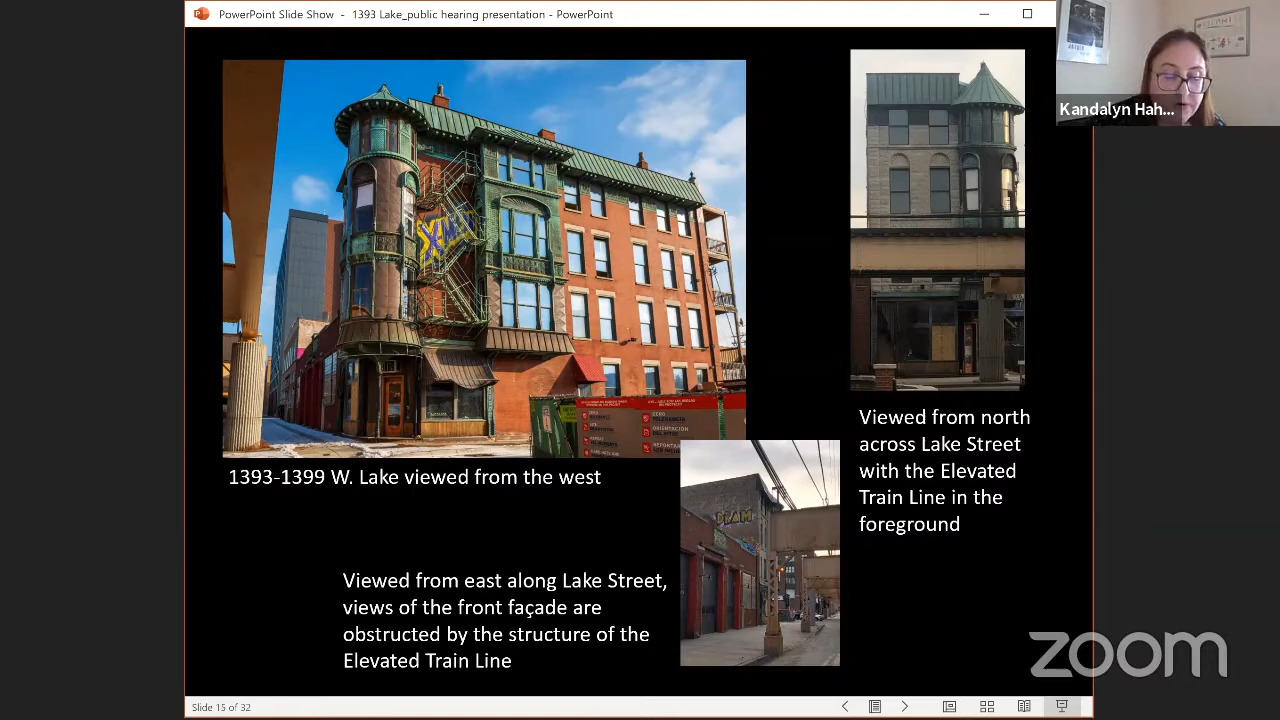 PowerPoint Slide Show - 1393 Lake_public hearing presentation - PowerPoint
Kandalyn Hah...
1393-1399 W. Lake viewed from the west
Viewed from north
across Lake Street
with the Elevated
Train Line in the
foreground
Viewed from east along Lake Street,
views of the front façade are
obstructed by the structure of the
Elevated Train Line
zoom
Slide 15 of 32